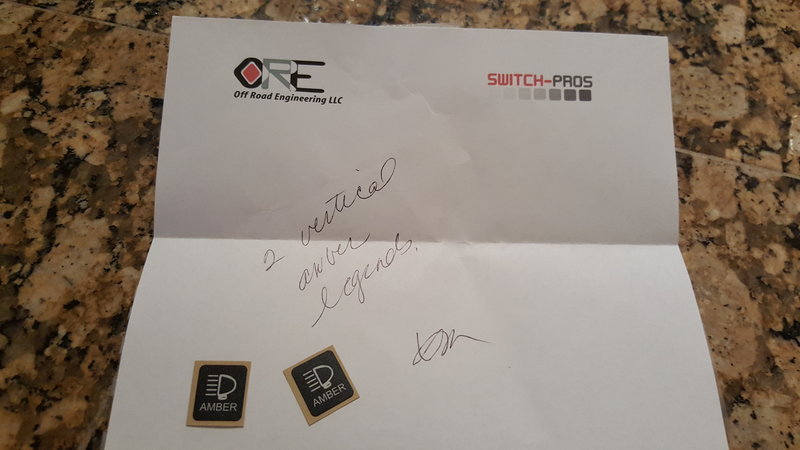 ORE
Off Road Engineering LLC
SWITCH-PROS
2 vertical
amber
legends.
AMBER
AMBER